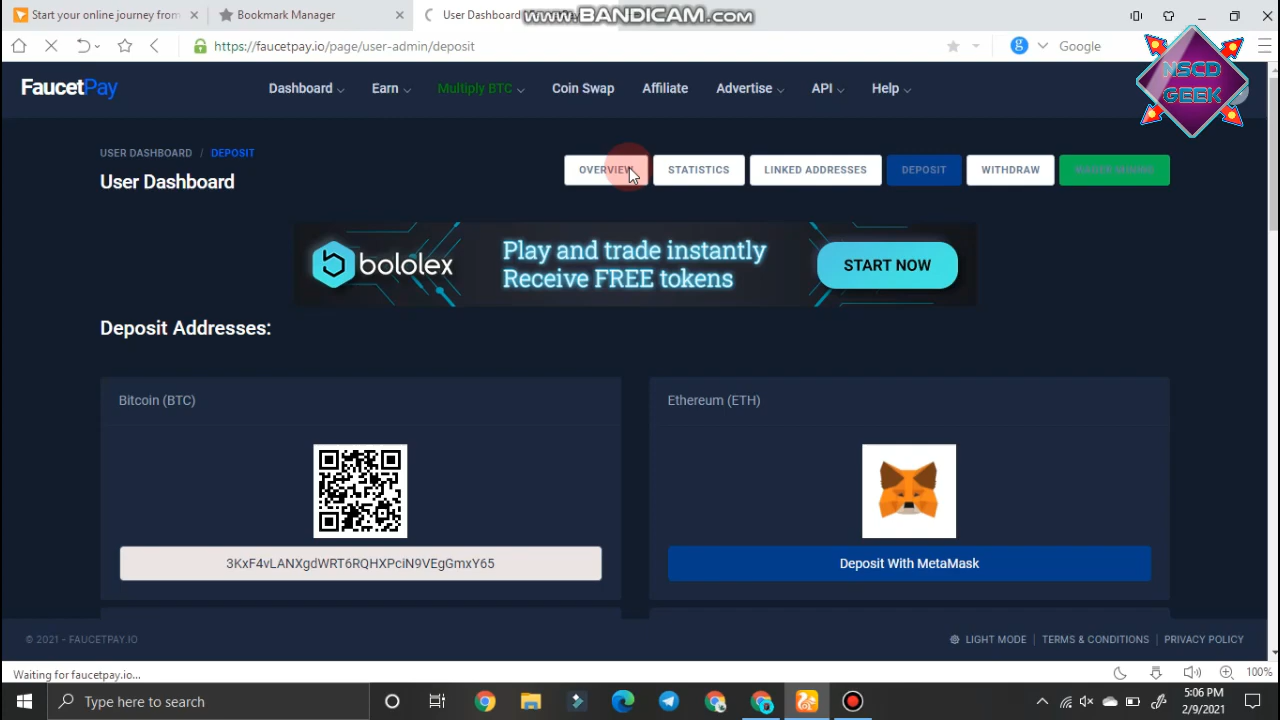 Start your online journey from
Bookmark Manager
User Dashboard
WWW.BANDICAM.COM
https://faucetpay.io/page/user-admin/deposit
Google
NSCD
GEEK
FaucetPay
Dashboard
Earn
Multiply BTC
Coin Swap
Affiliate
Advertise
API
Help
USER DASHBOARD / DEPOSIT
User Dashboard
OVERVIEW
STATISTICS
LINKED ADDRESSES
DEPOSIT
WITHDRAW
bololex
Play and trade instantly
Receive FREE tokens
START NOW
Deposit Addresses:
Bitcoin (BTC)
3KxF4vLANXgdWRT6RQHXPciN9VEgGmxY65
Ethereum (ETH)
Deposit With MetaMask
© 2021 - FAUCETPAY.IO
LIGHT MODE | TERMS & CONDITIONS | PRIVACY POLICY
Waiting for faucetpay.io...
100%
Type here to search
5:06 PM
2/9/2021